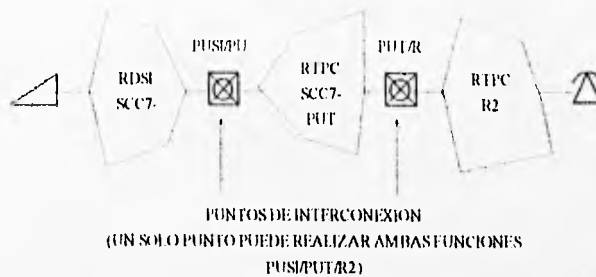 PUSI/PU
PUT/R
RDSI
SCC7-
RTPC
SCC7-
PUT
RTPC
R2
PUNTOS DE INTERCONEXION
(UN SOLO PUNTO PUEDE REALIZAR AMBAS FUNCIONES
PUSI/PUT/R2)